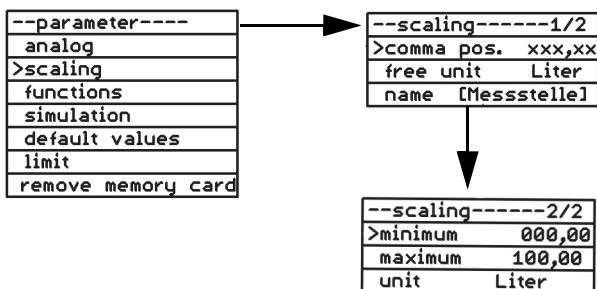 --parameter----
analog
>scaling
functions
simulation
default values
limit
remove memory card
--scaling------1/2
>comma pos. xxx,xx
free unit Liter
name [Messstelle]
--scaling------2/2
>minimum 000,00
maximum 100,00
unit Liter